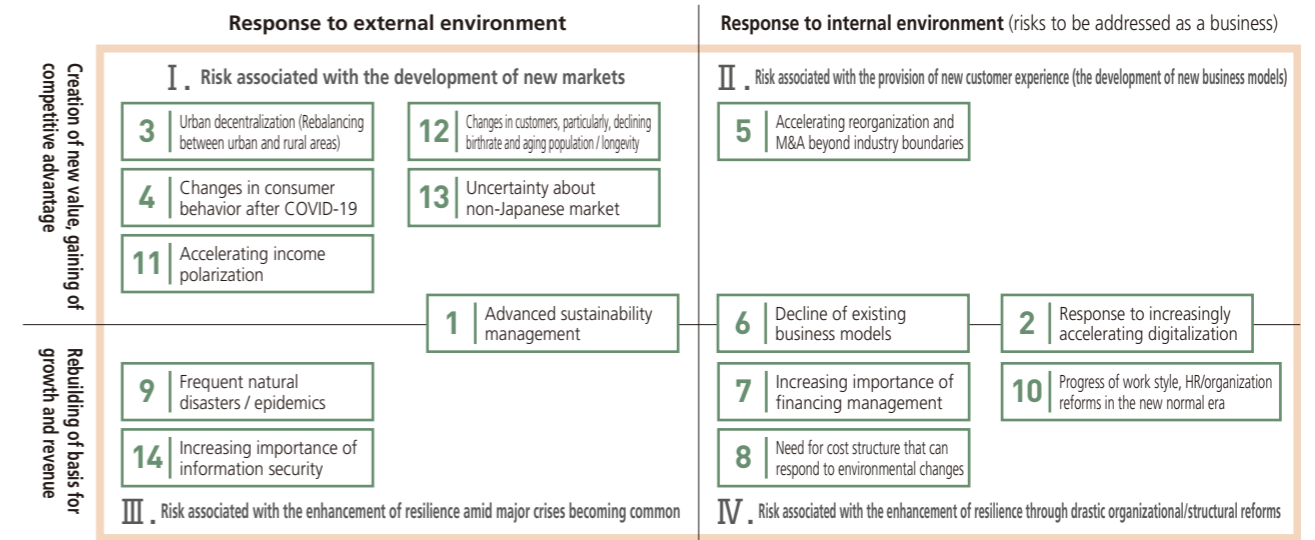 Response to external environment
Response to internal environment (risks to be addressed as a business)
Creation of new value, gaining of
competitive advantage
Ⅰ. Risk associated with the development of new markets
3
Urban decentralization (Rebalancing
between urban and rural areas)
12
Changes in customers, particularly, declining
birthrate and aging population / longevity
4
Changes in consumer
behavior after COVID-19
13
Uncertainty about
non-Japanese market
11
Accelerating income
polarization
Ⅱ. Risk associated with the provision of new customer experience (the development of new business models)
5
Accelerating reorganization and
M&A beyond industry boundaries
1
Advanced sustainability
management
6
Decline of existing
business models
2
Response to increasingly
accelerating digitalization
Rebuilding of basis for
growth and revenue
9
Frequent natural
disasters / epidemics
14
Increasing importance of
information security
Ⅲ. Risk associated with the enhancement of resilience amid major crises becoming common
7
Increasing importance of
financing management
10
Progress of work style, HR/organization
reforms in the new normal era
8
Need for cost structure that can
respond to environmental changes
Ⅳ. Risk associated with the enhancement of resilience through drastic organizational/structural reforms